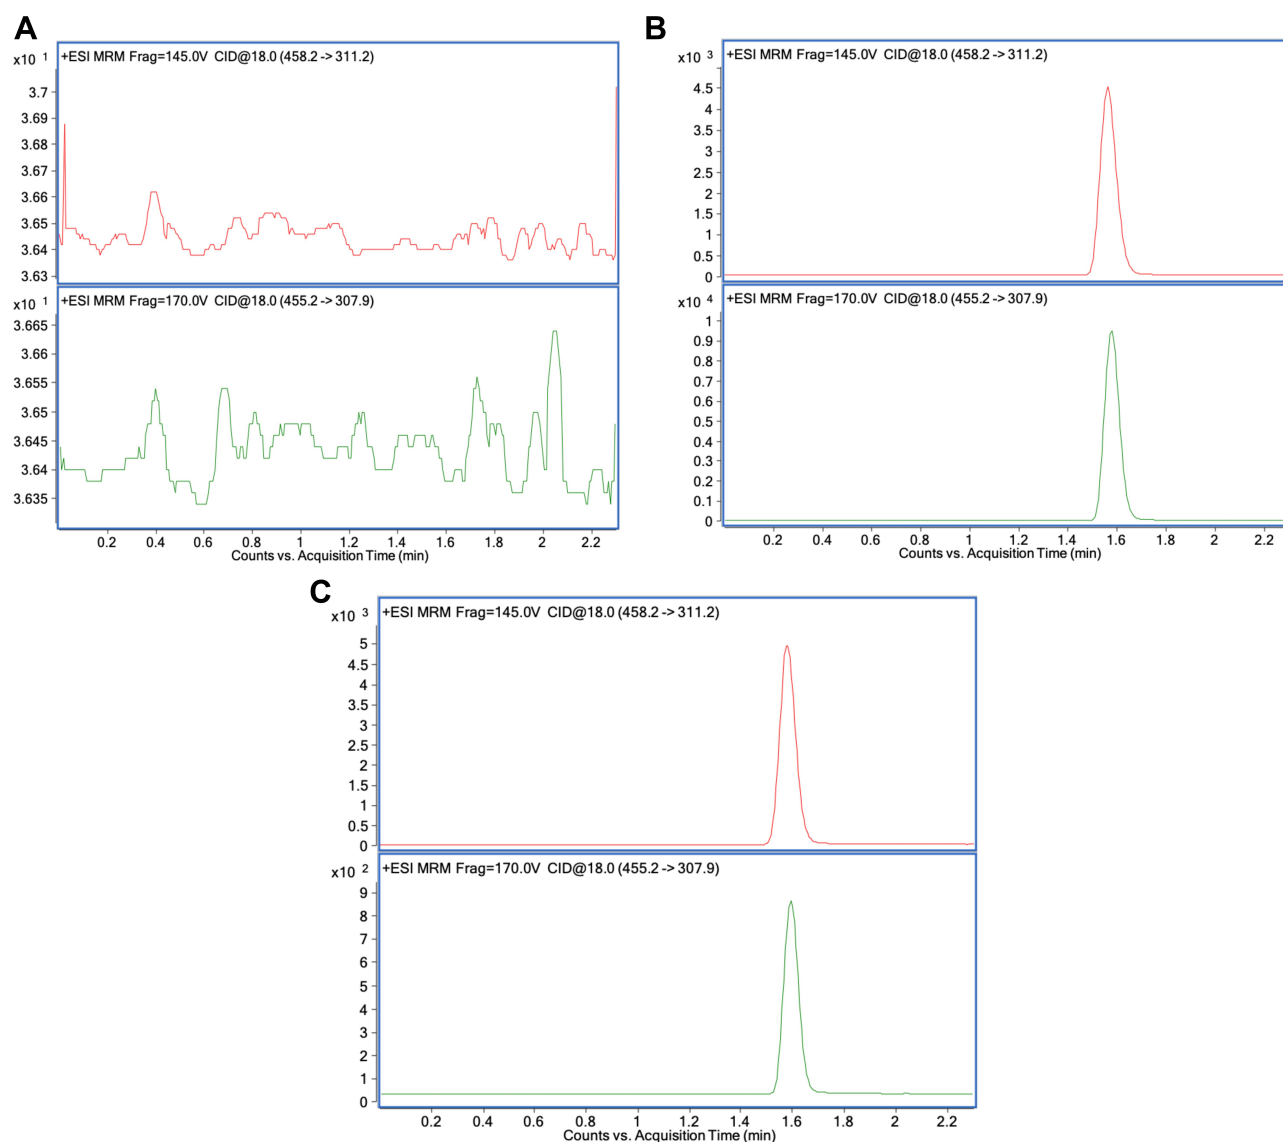 A
x10 1
+ESI MRM Frag=145.0V CID@18.0 (458.2 -> 311.2)
3.7
3.69
3.68
3.67
3.66
3.65
3.64
3.63
x10 1
+ESI MRM Frag=170.0V CID@18.0 (455.2 -> 307.9)
3.665
3.66
3.655
3.65
3.645
3.64
3.635
0.2 0.4 0.6 0.8 1 1.2 1.4 1.6 1.8 2 2.2
Counts vs. Acquisition Time (min)
B
x10 3
+ESI MRM Frag=145.0V CID@18.0 (458.2 -> 311.2)
4.5
4
3.5
3
2.5
2
1.5
1
0.5
0
x10 4
+ESI MRM Frag=170.0V CID@18.0 (455.2 -> 307.9)
1
0.9
0.8
0.7
0.6
0.5
0.4
0.3
0.2
0.1
0
0.2 0.4 0.6 0.8 1 1.2 1.4 1.6 1.8 2 2.2
Counts vs. Acquisition Time (min)
C
x10 3
+ESI MRM Frag=145.0V CID@18.0 (458.2 -> 311.2)
5
4.5
4
3.5
3
2.5
2
1.5
1
0.5
0
x10 2
+ESI MRM Frag=170.0V CID@18.0 (455.2 -> 307.9)
9
8
7
6
5
4
3
2
1
0
0.2 0.4 0.6 0.8 1 1.2 1.4 1.6 1.8 2 2.2
Counts vs. Acquisition Time (min)